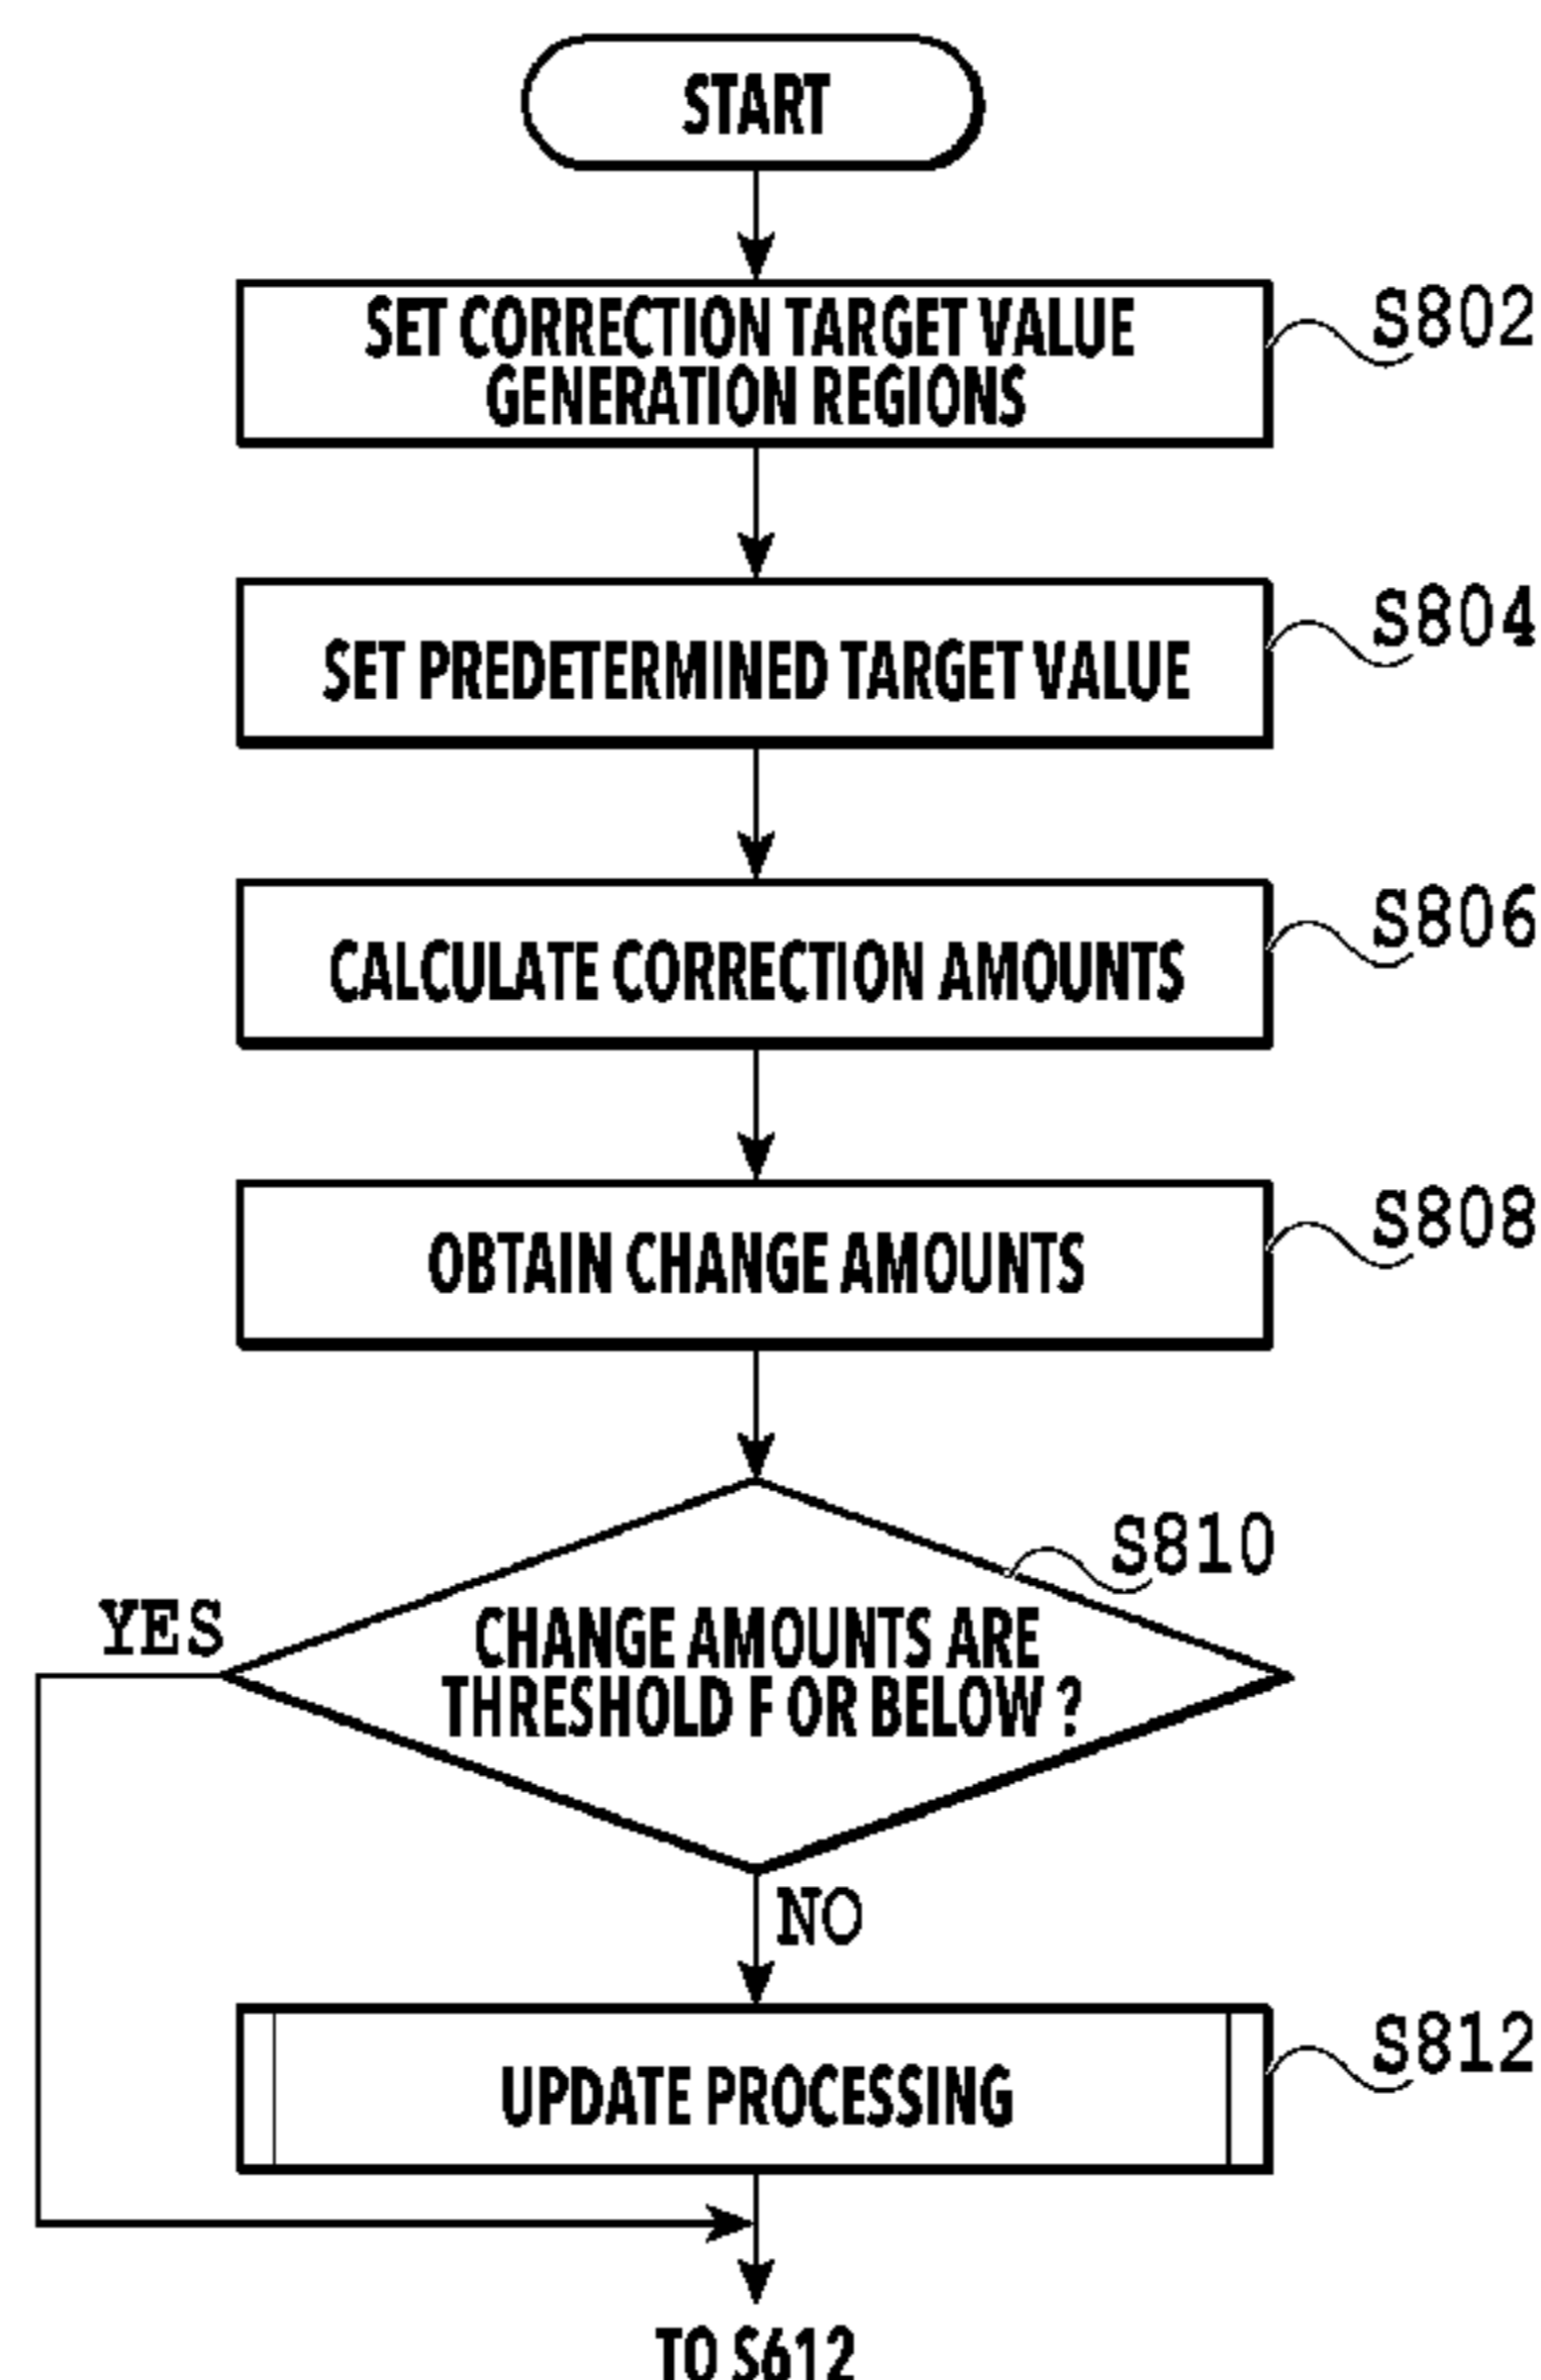 START
SET CORRECTION TARGET VALUE
GENERATION REGIONS
S802
SET PREDETERMINED TARGET VALUE
S804
CALCULATE CORRECTION AMOUNTS
S806
OBTAIN CHANGE AMOUNTS
S808
S810
YES
CHANGE AMOUNTS ARE
THRESHOLD F OR BELOW ?
NO
UPDATE PROCESSING
S812
TO S612